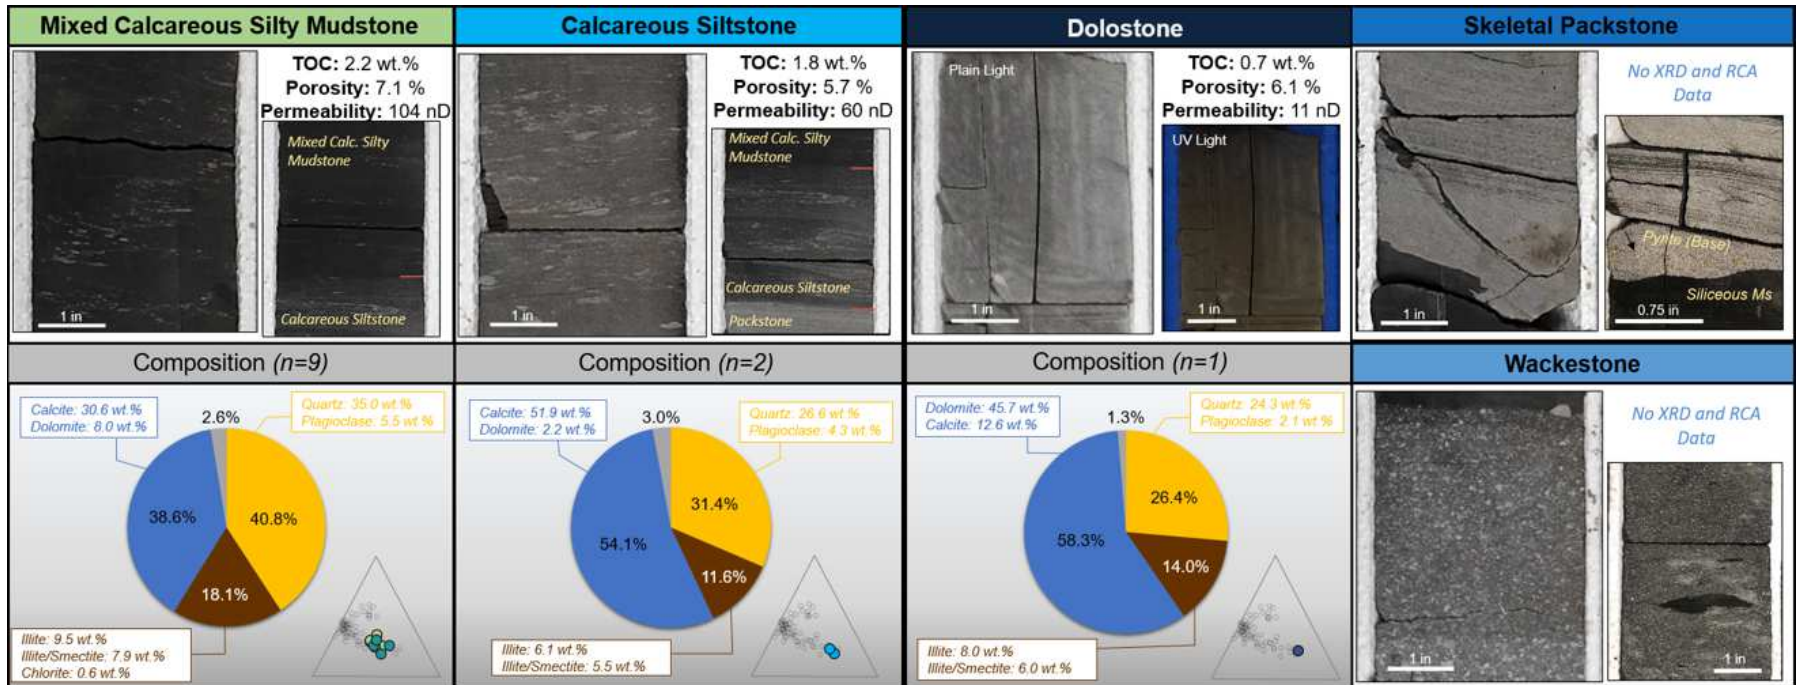 Mixed Calcareous Silty Mudstone
TOC: 2.2 wt.%
Porosity: 7.1 %
Permeability: 104 nD
Mixed Calc. Silty
Mudstone
Calcareous Siltstone
1 in
Calcareous Siltstone
TOC: 1.8 wt.%
Porosity: 5.7 %
Permeability: 60 nD
Mixed Calc. Silty
Mudstone
Calcareous Siltstone
Packstone
1 in
Dolostone
Plain Light
TOC: 0.7 wt.%
Porosity: 6.1 %
Permeability: 11 nD
UV Light
1 in
1 in
Skeletal Packstone
No XRD and RCA
Data
Pyrite (Base)
Siliceous Ms
1 in
0.75 in
Composition (n=9)
Calcite: 30.6 wt.%
Dolomite: 8.0 wt.%
2.6%
Quartz: 35.0 wt.%
Plagioclase: 5.5 wt.%
38.6%
40.8%
18.1%
Illite: 9.5 wt.%
Illite/Smectite: 7.9 wt.%
Chlorite: 0.6 wt.%
Composition (n=2)
Calcite: 51.9 wt.%
Dolomite: 2.2 wt.%
3.0%
Quartz: 26.6 wt.%
Plagioclase: 4.3 wt.%
31.4%
54.1%
11.6%
Illite: 6.1 wt.%
Illite/Smectite: 5.5 wt.%
Composition (n=1)
Dolomite: 45.7 wt.%
Calcite: 12.6 wt.%
1.3%
Quartz: 24.3 wt.%
Plagioclase: 2.1 wt.%
26.4%
58.3%
14.0%
Illite: 8.0 wt.%
Illite/Smectite: 6.0 wt.%
Wackestone
No XRD and RCA
Data
1 in
1 in